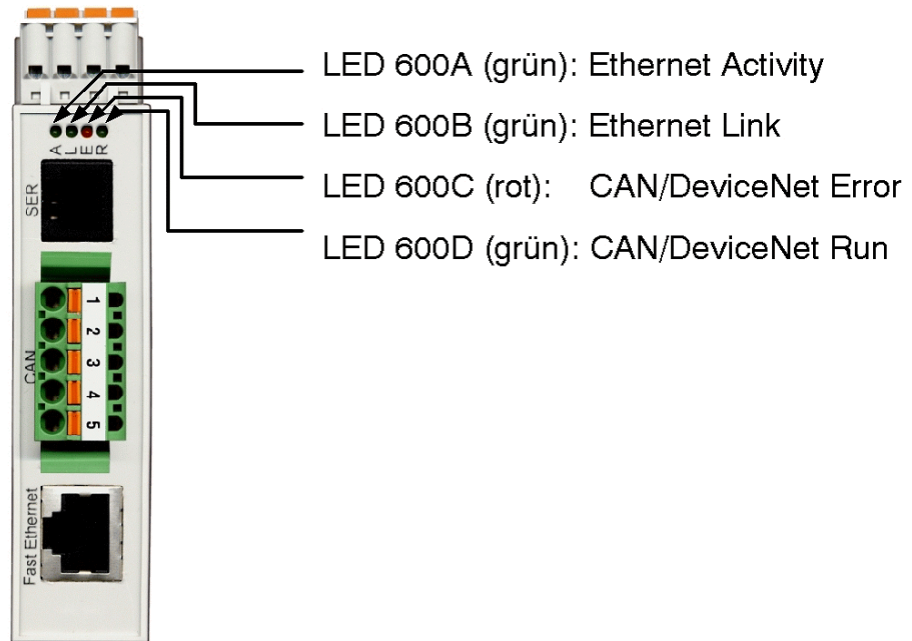 LED 600A (grün): Ethernet Activity
LED 600B (grün): Ethernet Link
LED 600C (rot): CAN/DeviceNet Error
LED 600D (grün): CAN/DeviceNet Run
A L E R
SER
CAN
1
2
3
4
5
Fast Ethernet